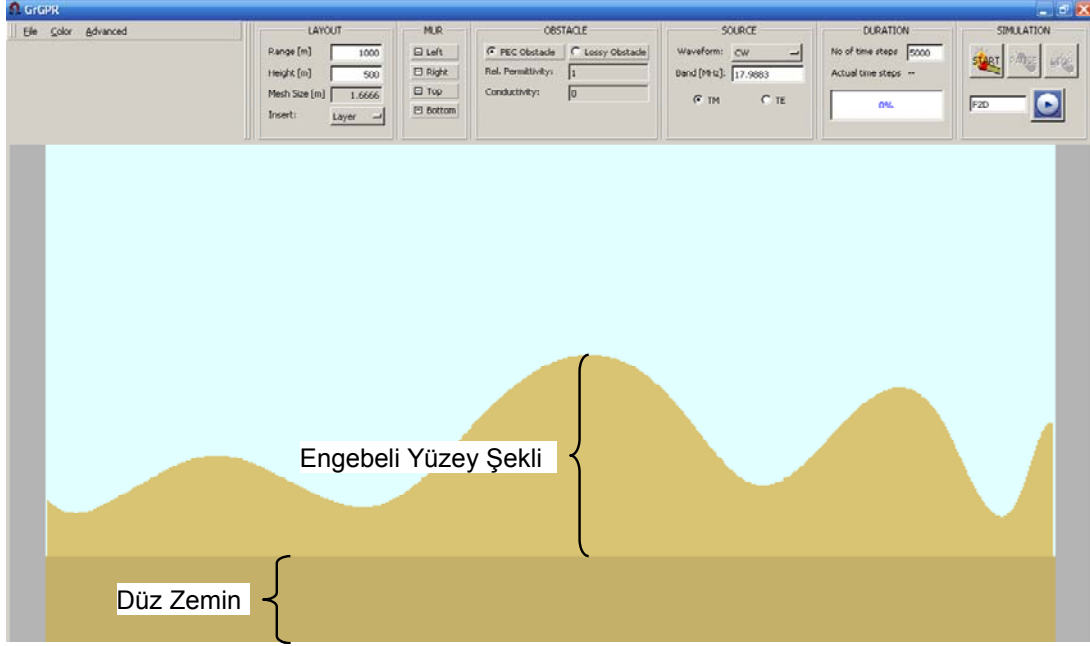 GrGPR
File Color Advanced
LAYOUT
Range [m] 1000
Height [m] 500
Mesh Size [m] 1.6666
Insert: Layer
MUR
Left
Right
Top
Bottom
OBSTACLE
PEC Obstacle Lossy Obstacle
Rel. Permittivity: 1
Conductivity: 0
SOURCE
Waveform: CW
Band [MHz]: 17.9883
TM TE
DURATION
No of time steps 5000
Actual time steps --
0%
SIMULATION
START
F2D
Engebeli Yüzey Şekli
Düz Zemin